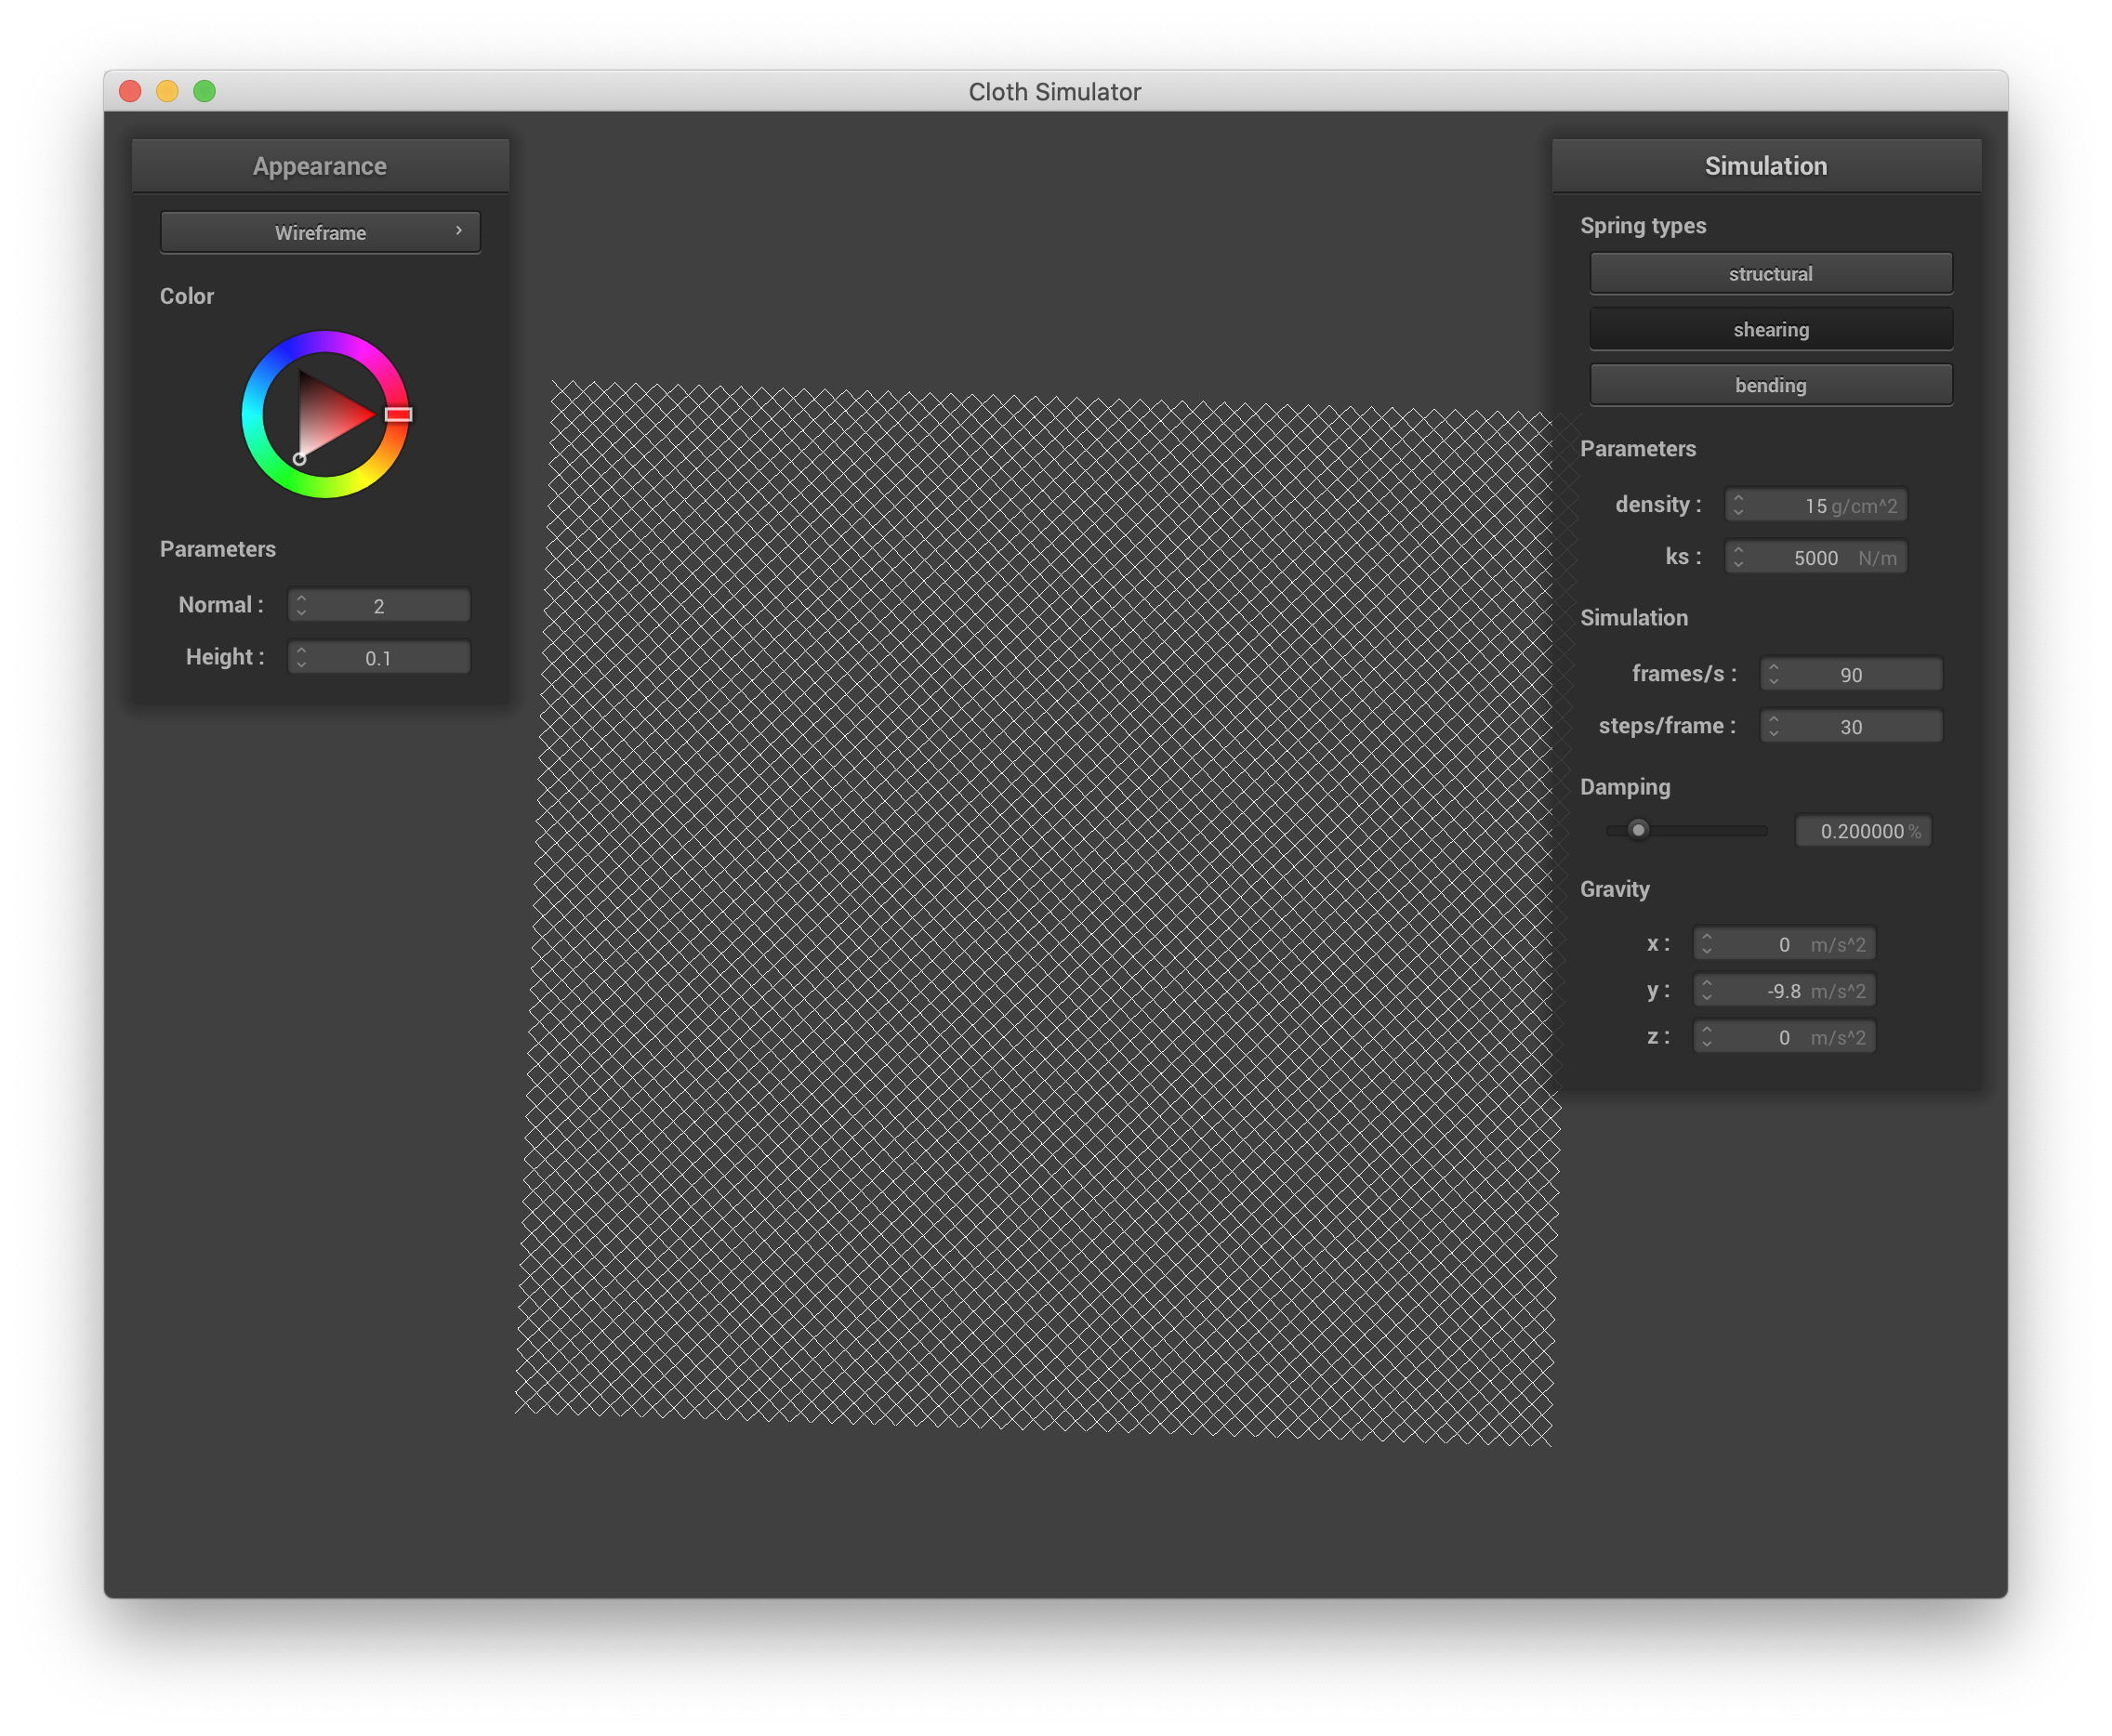 Cloth Simulator
Appearance
Wireframe
Color
Parameters
Normal : 2
Height : 0.1
Simulation
Spring types
structural
shearing
bending
Parameters
density : 15 g/cm^2
ks : 5000 N/m
Simulation
frames/s : 90
steps/frame : 30
Damping
0.200000 %
Gravity
x : 0 m/s^2
y : -9.8 m/s^2
z : 0 m/s^2